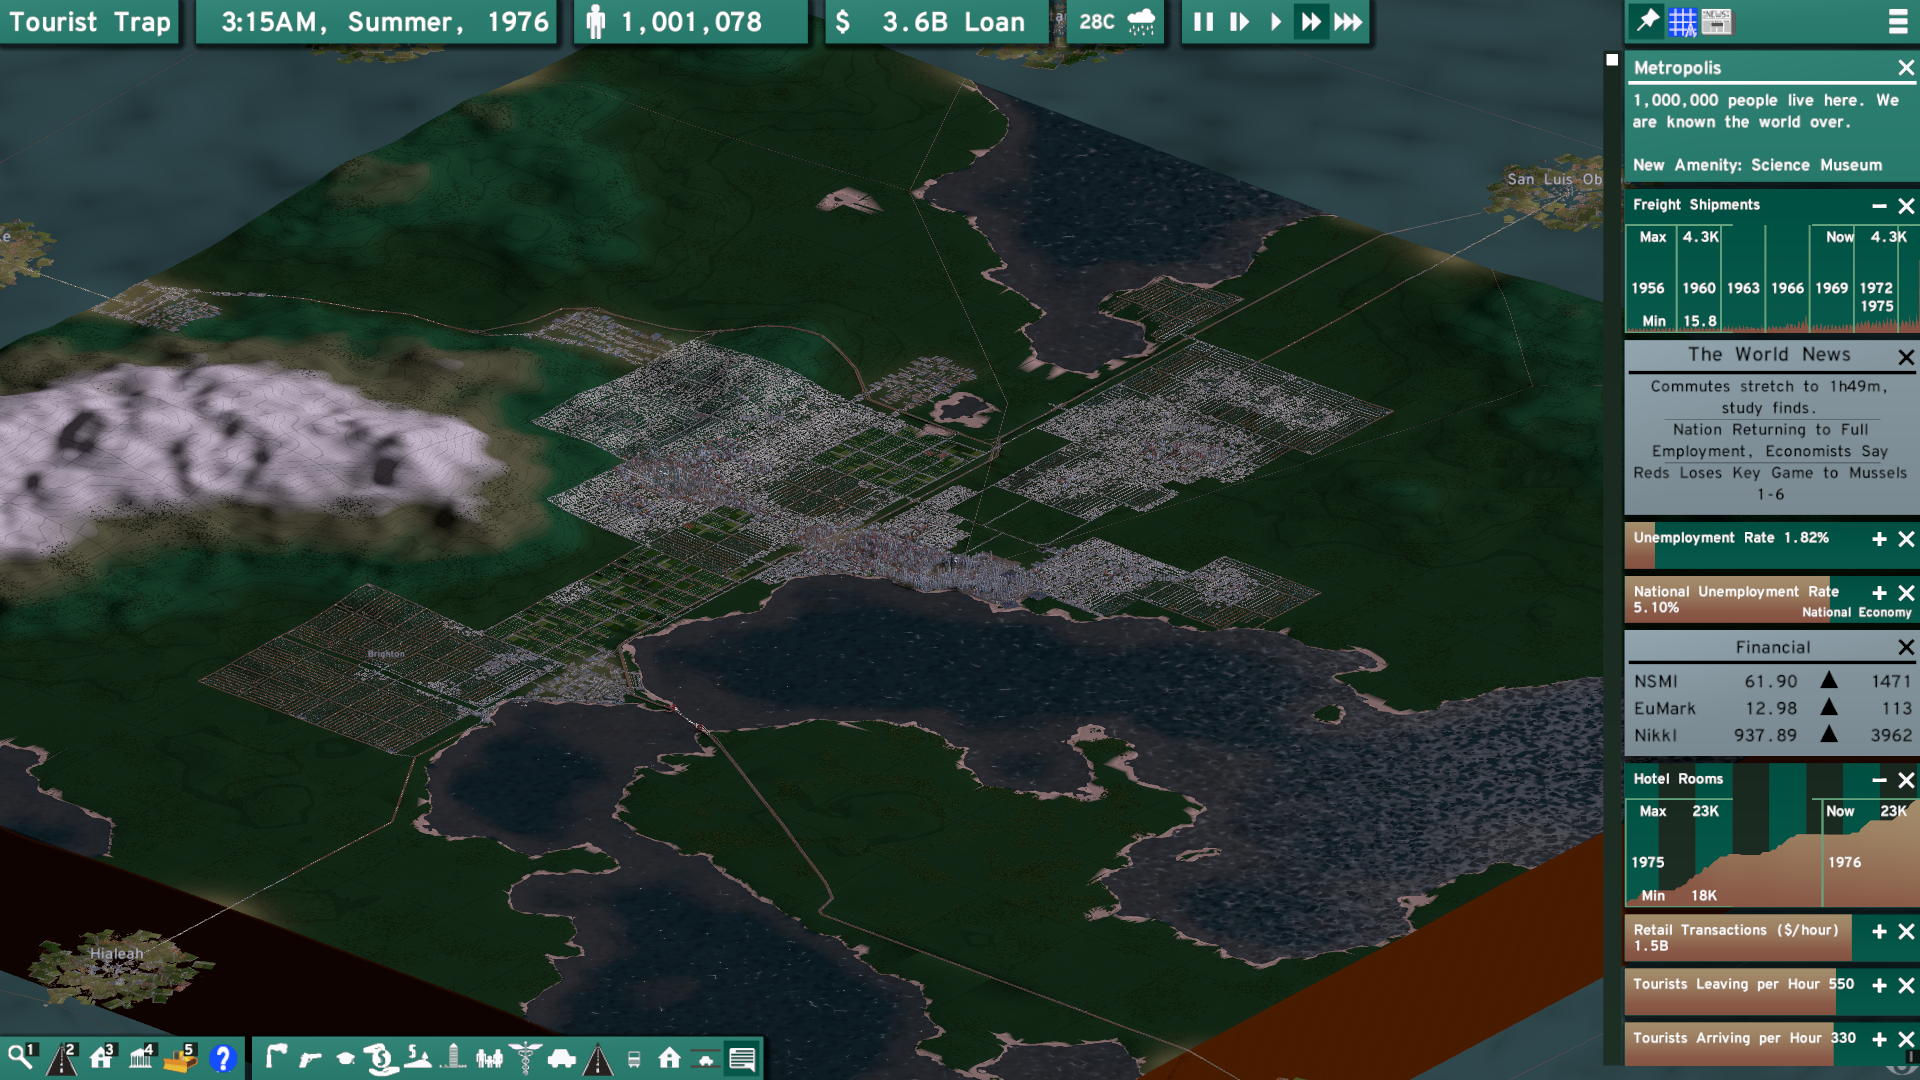 Tourist Trap
3:15AM, Summer, 1976
1,001,078
$ 3.6B Loan
28C
NEWS
Metropolis
1,000,000 people live here. We
are known the world over.
New Amenity: Science Museum
San Luis Ob
Freight Shipments
Max 4.3K Now 4.3K
1956 1960 1963 1966 1969 1972
1975
Min 15.8
The World News
Commutes stretch to 1h49m,
study finds.
Nation Returning to Full
Employment, Economists Say
Reds Loses Key Game to Mussels
1-6
Unemployment Rate 1.82%
National Unemployment Rate
5.10% National Economy
Financial
NSMI 61.90 ▲ 1471
EuMark 12.98 ▲ 113
NikkI 937.89 ▲ 3962
Brighton
Hotel Rooms
Max 23K Now 23K
1975 1976
Min 18K
Retail Transactions ($/hour)
1.5B
Hialeah
Tourists Leaving per Hour 550
Tourists Arriving per Hour 330
1 2 3 4 5 ?